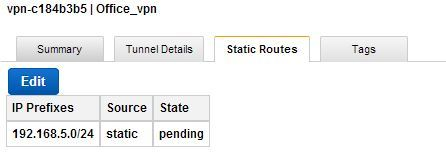 vpn-c184b3b5 | Office_vpn
Summary Tunnel Details Static Routes Tags
Edit
IP Prefixes Source State
192.168.5.0/24 static pending